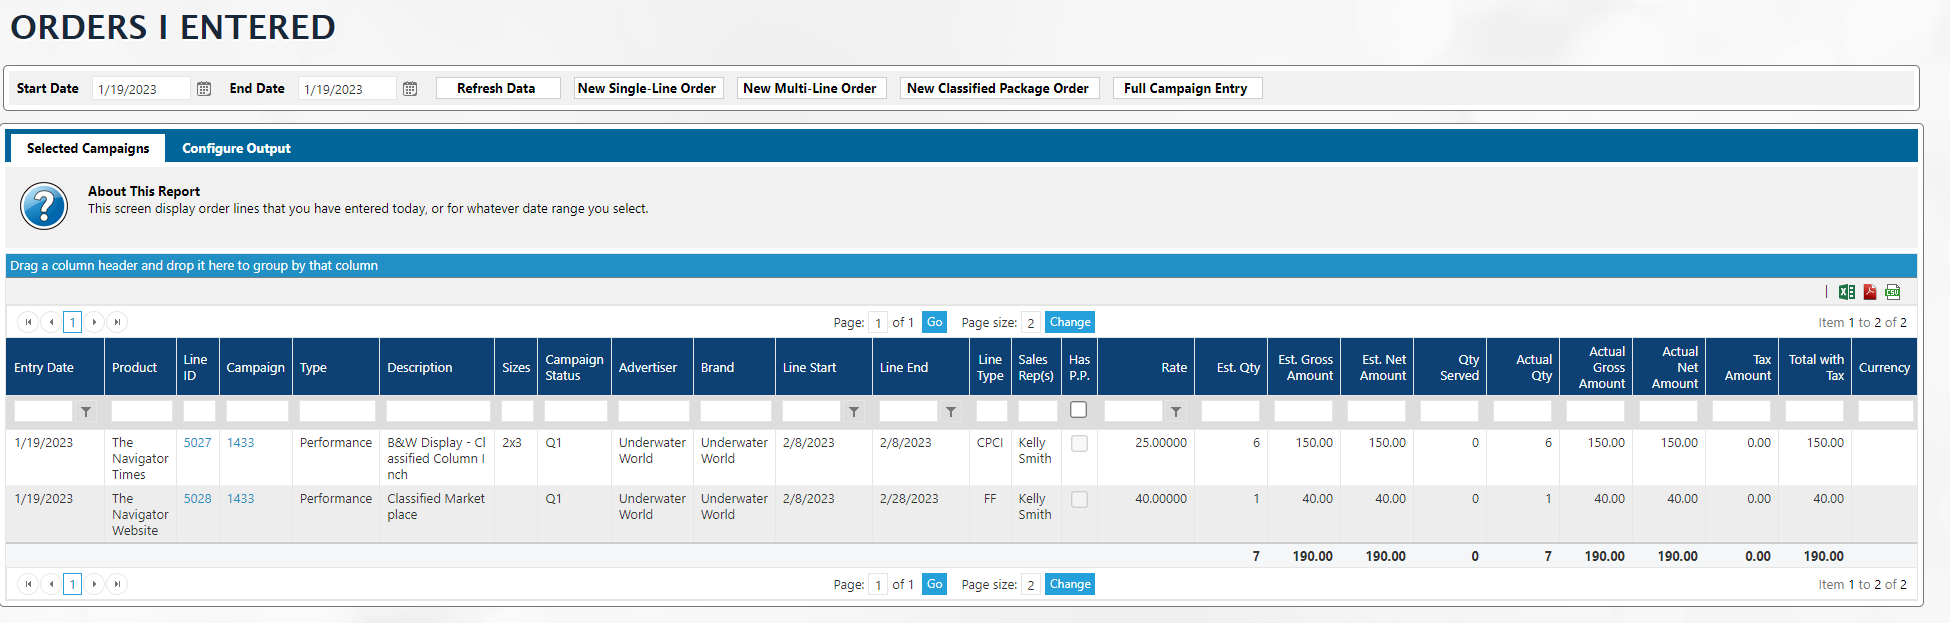 ORDERS I ENTERED
Start Date 1/19/2023 End Date 1/19/2023 Refresh Data New Single-Line Order New Multi-Line Order New Classified Package Order Full Campaign Entry
Selected Campaigns Configure Output
About This Report
This screen display order lines that you have entered today, or for whatever date range you select.
Drag a column header and drop it here to group by that column
1 Page: 1 of 1 Go Page size: 2 Change Item 1 to 2 of 2
Entry Date Product Line ID Campaign Type Description Sizes Campaign Status Advertiser Brand Line Start Line End Line Type Sales Rep(s) Has P.P. Rate Est. Qty Est. Gross Amount Est. Net Amount Qty Served Actual Qty Actual Gross Amount Actual Net Amount Tax Amount Total with Tax Currency
1/19/2023 The Navigator Times 5027 1433 Performance B&W Display - Cl assified Column I nch 2x3 Q1 Underwater World Underwater World 2/8/2023 2/8/2023 CPCI Kelly Smith 25.00000 6 150.00 150.00 0 6 150.00 150.00 0.00 150.00
1/19/2023 The Navigator Website 5028 1433 Performance Classified Market place Q1 Underwater World Underwater World 2/8/2023 2/28/2023 FF Kelly Smith 40.00000 1 40.00 40.00 0 1 40.00 40.00 0.00 40.00
7 190.00 190.00 0 7 190.00 190.00 0.00 190.00
1 Page: 1 of 1 Go Page size: 2 Change Item 1 to 2 of 2